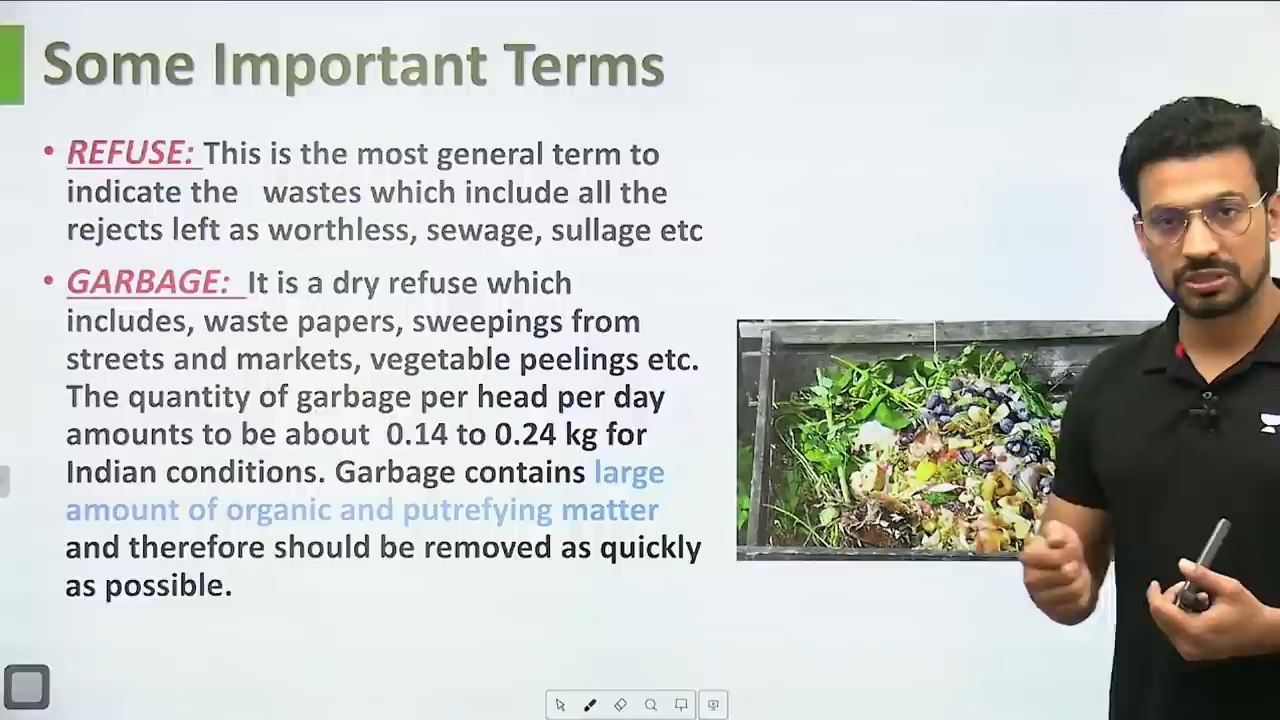 Some Important Terms
• REFUSE: This is the most general term to
indicate the wastes which include all the
rejects left as worthless, sewage, sullage etc
• GARBAGE: It is a dry refuse which
includes, waste papers, sweepings from
streets and markets, vegetable peelings etc.
The quantity of garbage per head per day
amounts to be about 0.14 to 0.24 kg for
Indian conditions. Garbage contains large
amount of organic and putrefying matter
and therefore should be removed as quickly
as possible.